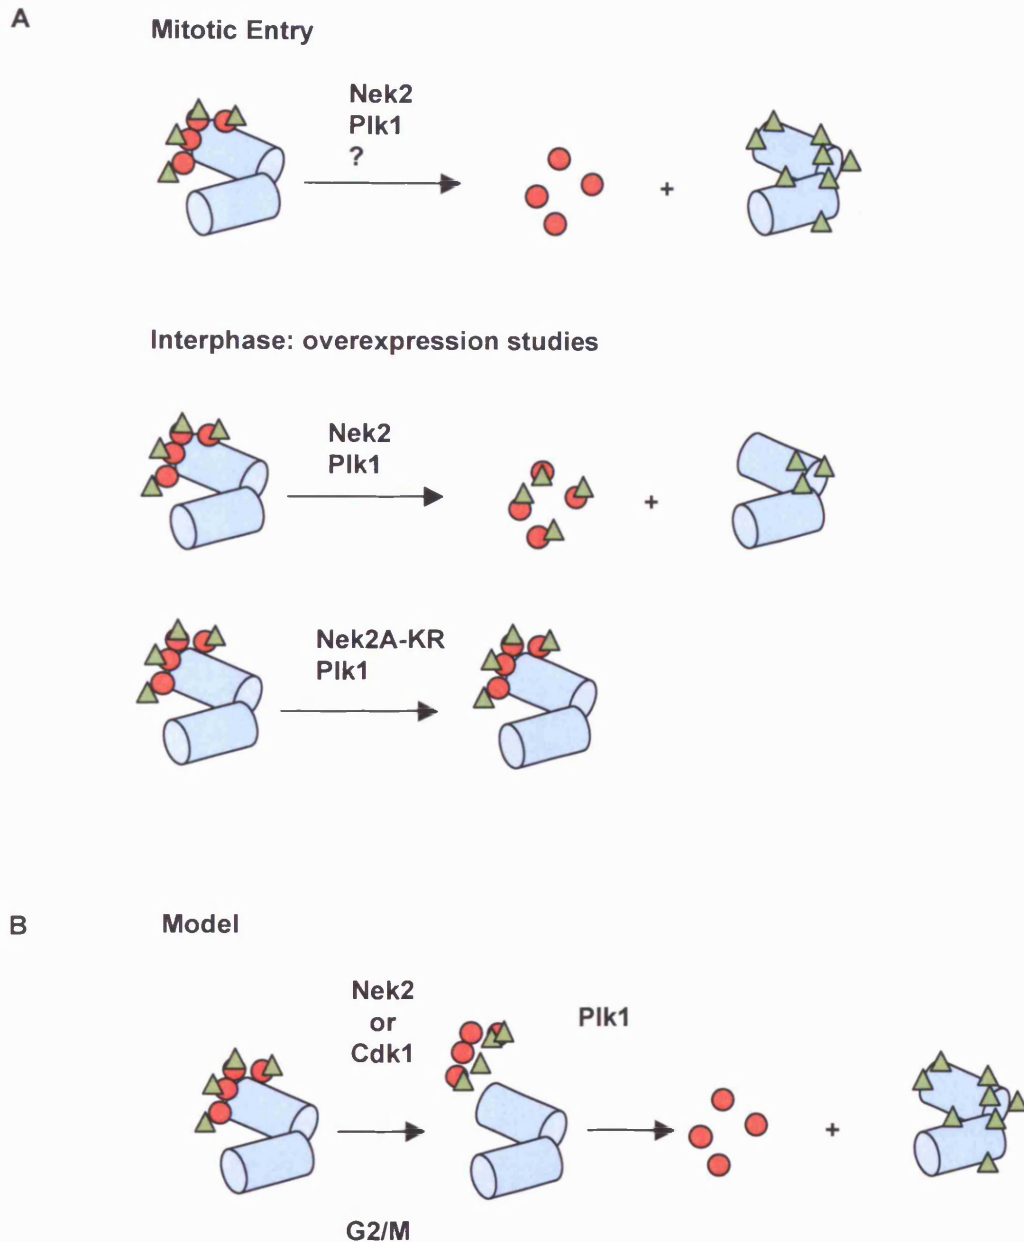 A
Mitotic Entry
Nek2
Plk1
?
+
Interphase: overexpression studies
Nek2
Plk1
+
Nek2A-KR
Plk1
B
Model
Nek2
or
Cdk1
Plk1
+
G2/M